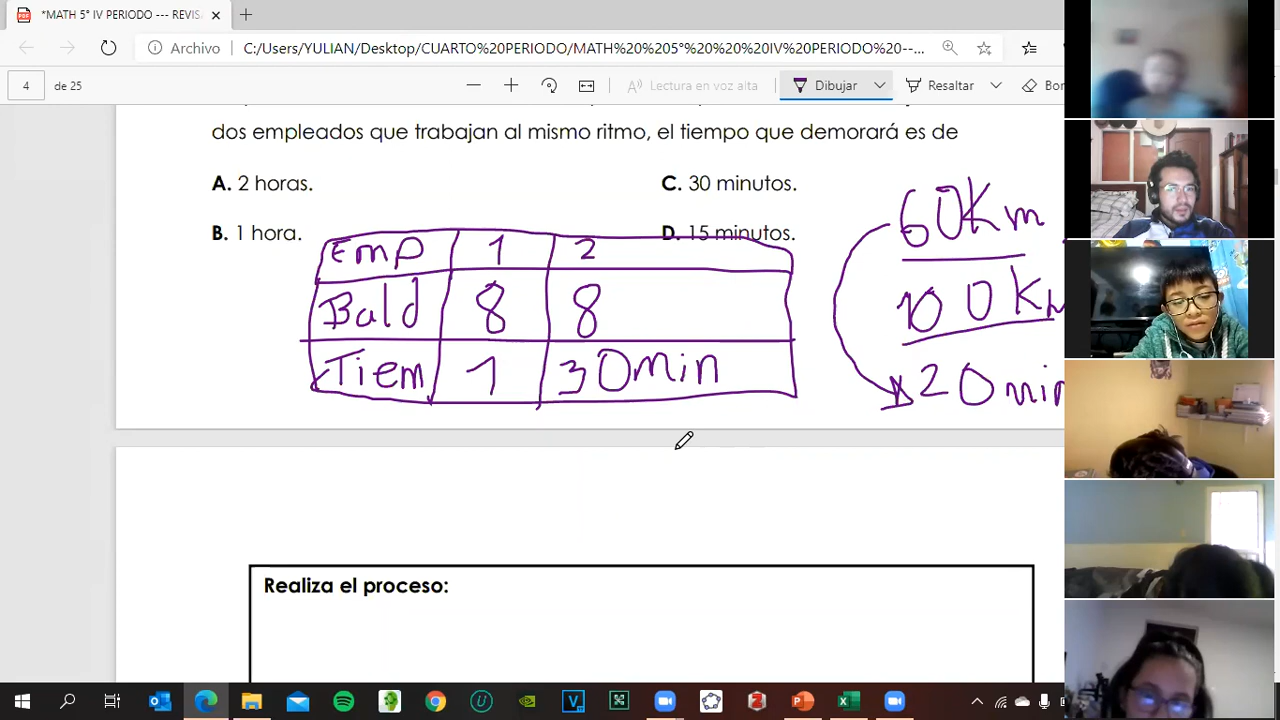 *MATH 5° IV PERIODO --- REVIS
Archivo
C:/Users/YULIAN/Desktop/CUARTO%20PERIODO/MATH%20%205°%20%20%20IV%20PERIODO%20--...
4 de 25
Lectura en voz alta
Dibujar
Resaltar
Bor
dos empleados que trabajan al mismo ritmo, el tiempo que demorará es de
A. 2 horas.
C. 30 minutos.
B. 1 hora.
D. 15 minutos.
Emp 1 2
Bald 8 8
Tiem 1 30min
60Km
100Km
20min
Realiza el proceso: